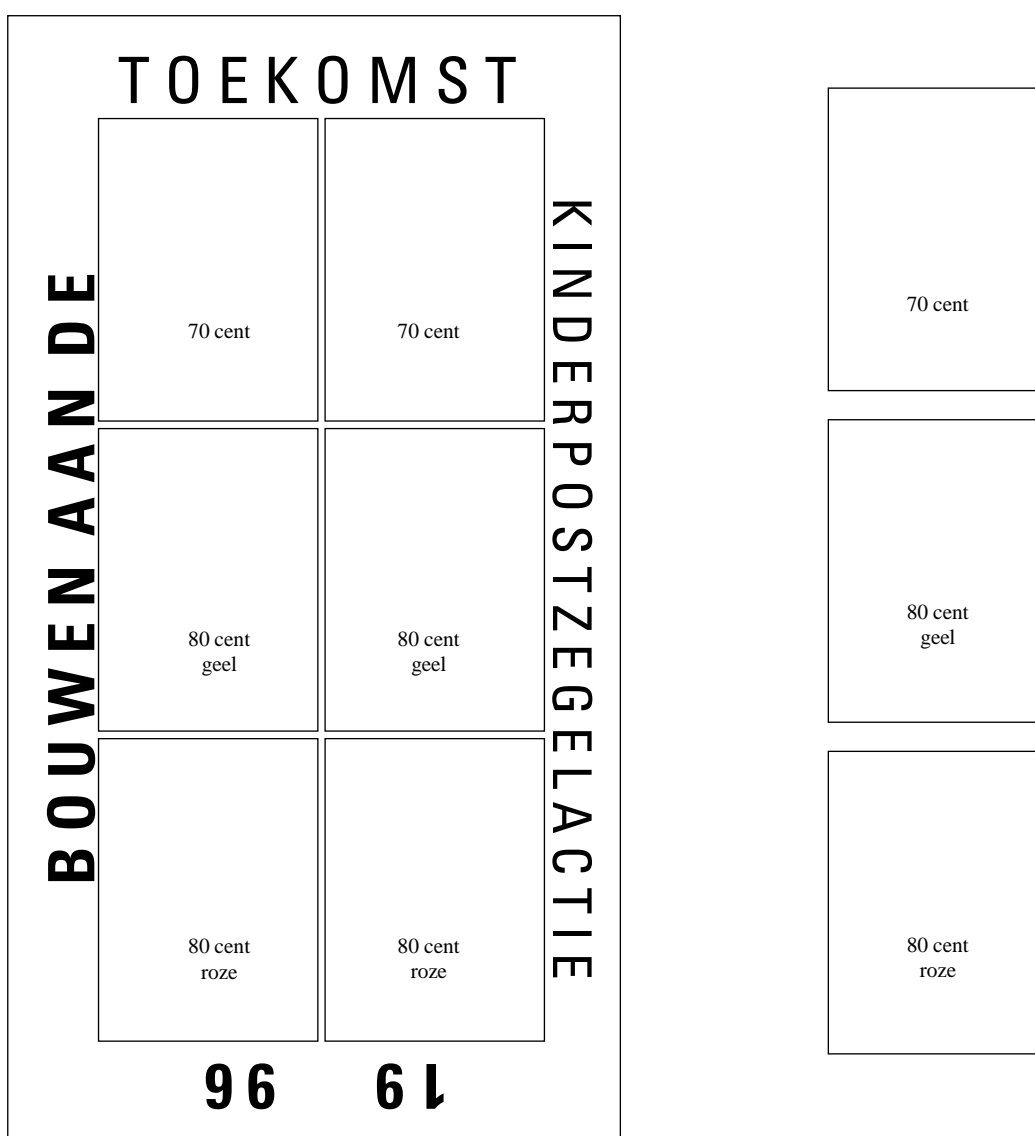 BOUWEN AAN DE
TOEKOMST
KINDERPOSTZEGELACTIE
19 96
70 cent
70 cent
80 cent
geel
80 cent
geel
80 cent
roze
80 cent
roze
70 cent
80 cent
geel
80 cent
roze